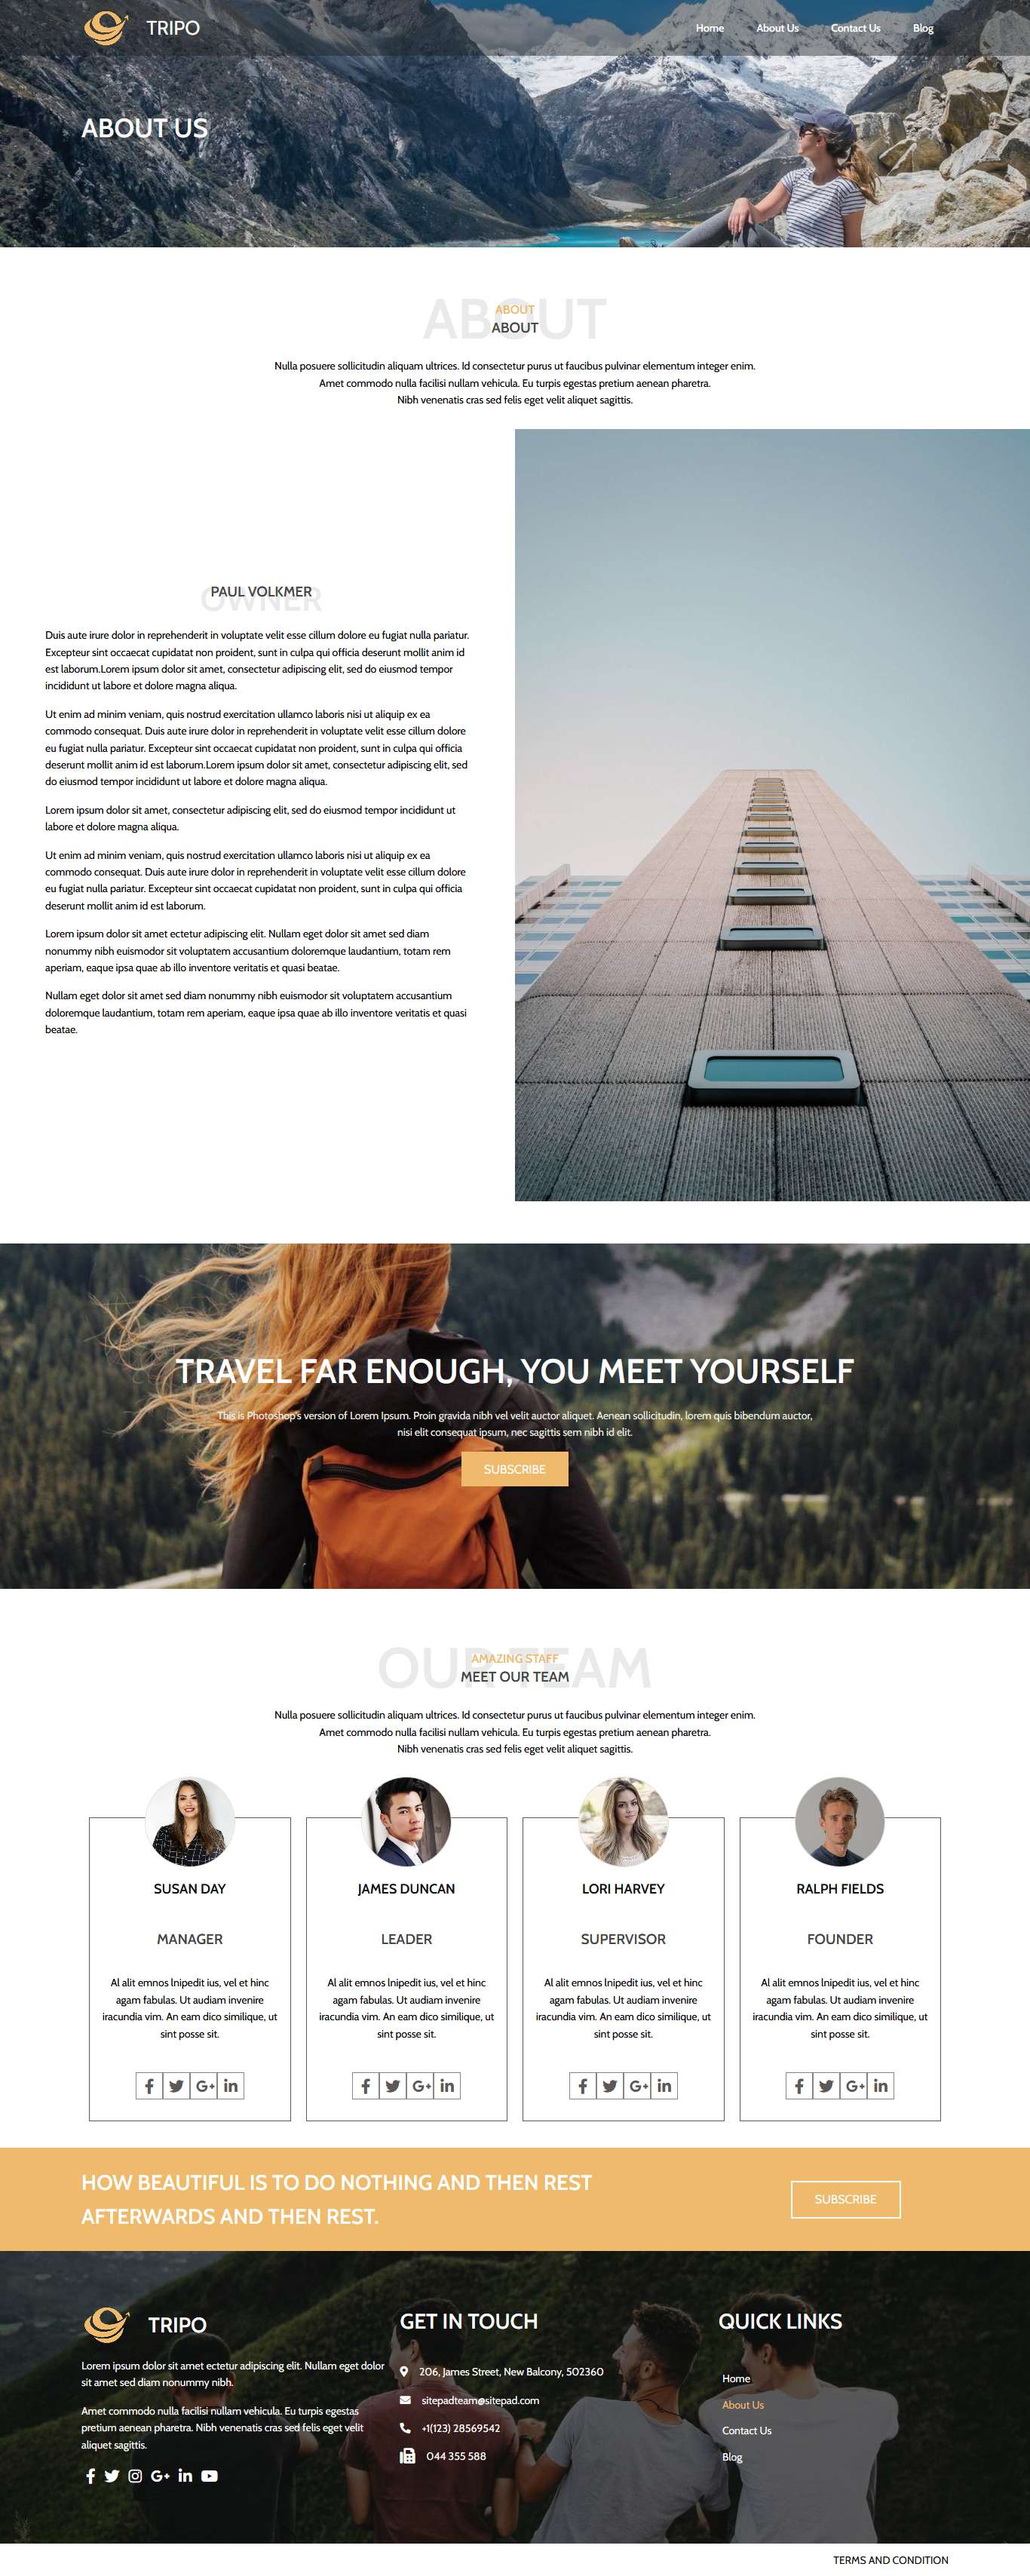 TRIPO
Home
About Us
Contact Us
Blog
ABOUT US
ABOUT
ABOUT
ABOUT
Nulla posuere sollicitudin aliquam ultrices. Id consectetur purus ut faucibus pulvinar elementum integer enim.
Amet commodo nulla facilisi nullam vehicula. Eu turpis egestas pretium aenean pharetra.
Nibh venenatis cras sed felis eget velit aliquet sagittis.
OWNER
PAUL VOLKMER
Duis aute irure dolor in reprehenderit in voluptate velit esse cillum dolore eu fugiat nulla pariatur.
Excepteur sint occaecat cupidatat non proident, sunt in culpa qui officia deserunt mollit anim id
est laborum.Lorem ipsum dolor sit amet, consectetur adipiscing elit, sed do eiusmod tempor
incididunt ut labore et dolore magna aliqua.
Ut enim ad minim veniam, quis nostrud exercitation ullamco laboris nisi ut aliquip ex ea
commodo consequat. Duis aute irure dolor in reprehenderit in voluptate velit esse cillum dolore
eu fugiat nulla pariatur. Excepteur sint occaecat cupidatat non proident, sunt in culpa qui officia
deserunt mollit anim id est laborum.Lorem ipsum dolor sit amet, consectetur adipiscing elit, sed
do eiusmod tempor incididunt ut labore et dolore magna aliqua.
Lorem ipsum dolor sit amet, consectetur adipiscing elit, sed do eiusmod tempor incididunt ut
labore et dolore magna aliqua.
Ut enim ad minim veniam, quis nostrud exercitation ullamco laboris nisi ut aliquip ex ea
commodo consequat. Duis aute irure dolor in reprehenderit in voluptate velit esse cillum dolore
eu fugiat nulla pariatur. Excepteur sint occaecat cupidatat non proident, sunt in culpa qui officia
deserunt mollit anim id est laborum.
Lorem ipsum dolor sit amet ectetur adipiscing elit. Nullam eget dolor sit amet sed diam
nonummy nibh euismodor sit voluptatem accusantium doloremque laudantium, totam rem
aperiam, eaque ipsa quae ab illo inventore veritatis et quasi beatae.
Nullam eget dolor sit amet sed diam nonummy nibh euismodor sit voluptatem accusantium
doloremque laudantium, totam rem aperiam, eaque ipsa quae ab illo inventore veritatis et quasi
beatae.
TRAVEL FAR ENOUGH, YOU MEET YOURSELF
This is Photoshop's version of Lorem Ipsum. Proin gravida nibh vel velit auctor aliquet. Aenean sollicitudin, lorem quis bibendum auctor,
nisi elit consequat ipsum, nec sagittis sem nibh id elit.
SUBSCRIBE
OUR TEAM
AMAZING STAFF
MEET OUR TEAM
Nulla posuere sollicitudin aliquam ultrices. Id consectetur purus ut faucibus pulvinar elementum integer enim.
Amet commodo nulla facilisi nullam vehicula. Eu turpis egestas pretium aenean pharetra.
Nibh venenatis cras sed felis eget velit aliquet sagittis.
SUSAN DAY
MANAGER
Al alit emnos lnipedit ius, vel et hinc
agam fabulas. Ut audiam invenire
iracundia vim. An eam dico similique, ut
sint posse sit.
JAMES DUNCAN
LEADER
Al alit emnos lnipedit ius, vel et hinc
agam fabulas. Ut audiam invenire
iracundia vim. An eam dico similique, ut
sint posse sit.
LORI HARVEY
SUPERVISOR
Al alit emnos lnipedit ius, vel et hinc
agam fabulas. Ut audiam invenire
iracundia vim. An eam dico similique, ut
sint posse sit.
RALPH FIELDS
FOUNDER
Al alit emnos lnipedit ius, vel et hinc
agam fabulas. Ut audiam invenire
iracundia vim. An eam dico similique, ut
sint posse sit.
HOW BEAUTIFUL IS TO DO NOTHING AND THEN REST
AFTERWARDS AND THEN REST.
SUBSCRIBE
TRIPO
Lorem ipsum dolor sit amet ectetur adipiscing elit. Nullam eget dolor
sit amet sed diam nonummy nibh.
Amet commodo nulla facilisi nullam vehicula. Eu turpis egestas
pretium aenean pharetra. Nibh venenatis cras sed felis eget velit
aliquet sagittis.
GET IN TOUCH
206, James Street, New Balcony, 502360
sitepadteam@sitepad.com
+1(123) 28569542
044 355 588
QUICK LINKS
Home
About Us
Contact Us
Blog
TERMS AND CONDITION